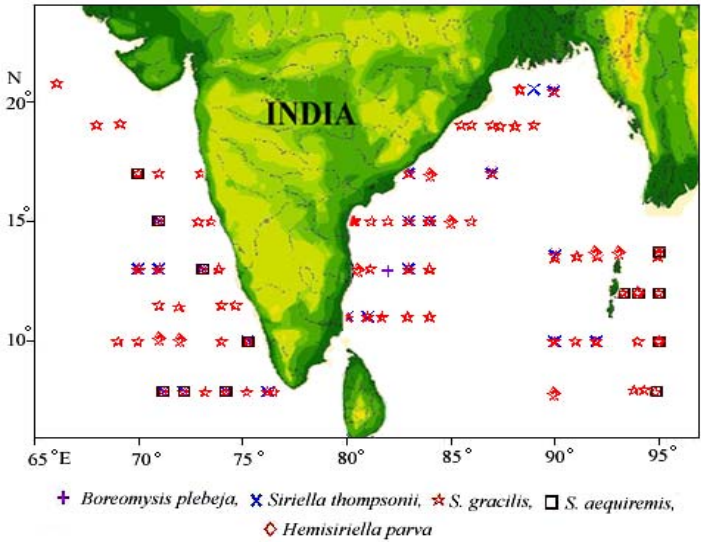 N
20°
INDIA
15°
10°
65°E 70° 75° 80° 85° 90° 95°
Boreomysis plebeja, Siriella thompsonii, S. gracilis, S. aequiremis,
Hemisiriella parva